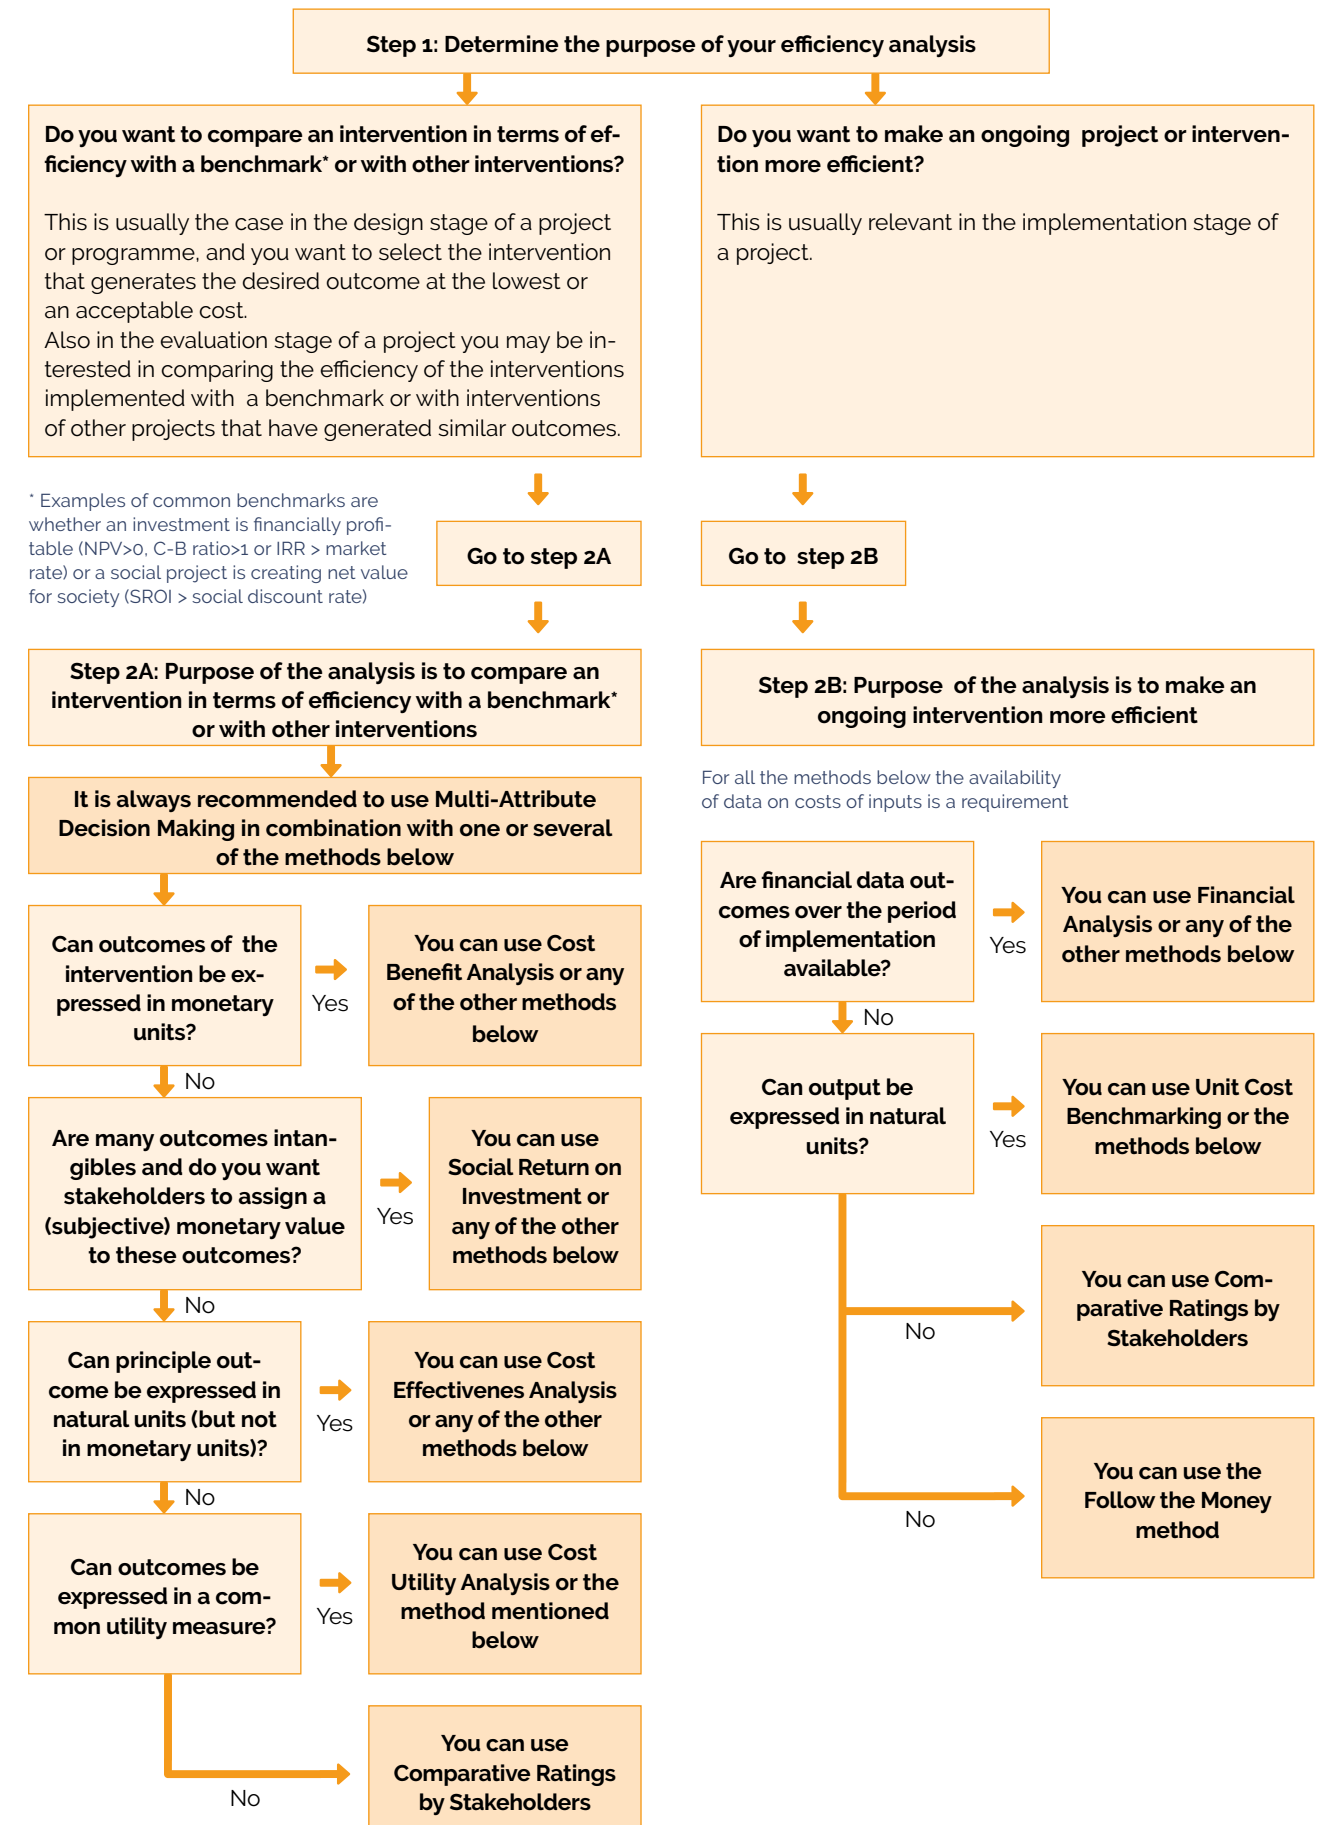 Step 1: Determine the purpose of your efficiency analysis
Do you want to compare an intervention in terms of ef-
ficiency with a benchmark* or with other interventions?
This is usually the case in the design stage of a project
or programme, and you want to select the intervention
that generates the desired outcome at the lowest or
an acceptable cost.
Also in the evaluation stage of a project you may be in-
terested in comparing the efficiency of the interventions
implemented with a benchmark or with interventions
of other projects that have generated similar outcomes.
Do you want to make an ongoing project or interven-
tion more efficient?
This is usually relevant in the implementation stage of
a project.
* Examples of common benchmarks are
whether an investment is financially profi-
table (NPV>0, C-B ratio>1 or IRR > market
rate) or a social project is creating net value
for society (SROI > social discount rate)
Go to step 2A
Go to step 2B
Step 2A: Purpose of the analysis is to compare an
intervention in terms of efficiency with a benchmark*
or with other interventions
It is always recommended to use Multi-Attribute
Decision Making in combination with one or several
of the methods below
Can outcomes of the
intervention be ex-
pressed in monetary
units?
Yes
You can use Cost
Benefit Analysis or any
of the other methods
below
No
Are many outcomes intan-
gibles and do you want
stakeholders to assign a
(subjective) monetary value
to these outcomes?
Yes
You can use
Social Return on
Investment or
any of the other
methods below
No
Can principle out-
come be expressed in
natural units (but not
in monetary units)?
Yes
You can use Cost
Effectivenes Analysis
or any of the other
methods below
No
Can outcomes be
expressed in a com-
mon utility measure?
Yes
You can use Cost
Utility Analysis or the
method mentioned
below
No
You can use
Comparative Ratings
by Stakeholders
Step 2B: Purpose of the analysis is to make an
ongoing intervention more efficient
For all the methods below the availability
of data on costs of inputs is a requirement
Are financial data out-
comes over the period
of implementation
available?
Yes
You can use Financial
Analysis or any of the
other methods below
No
Can output be
expressed in natural
units?
Yes
You can use Unit Cost
Benchmarking or the
methods below
No
You can use Com-
parative Ratings by
Stakeholders
No
You can use the
Follow the Money
method